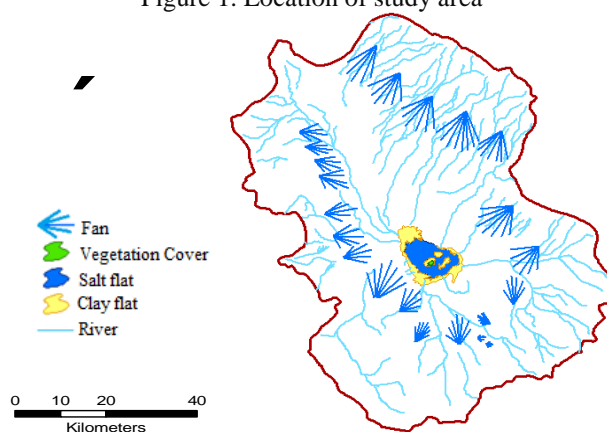 Figure 1: Location of study area
Fan
Vegetation Cover
Salt flat
Clay flat
River
0 10 20 40
Kilometers